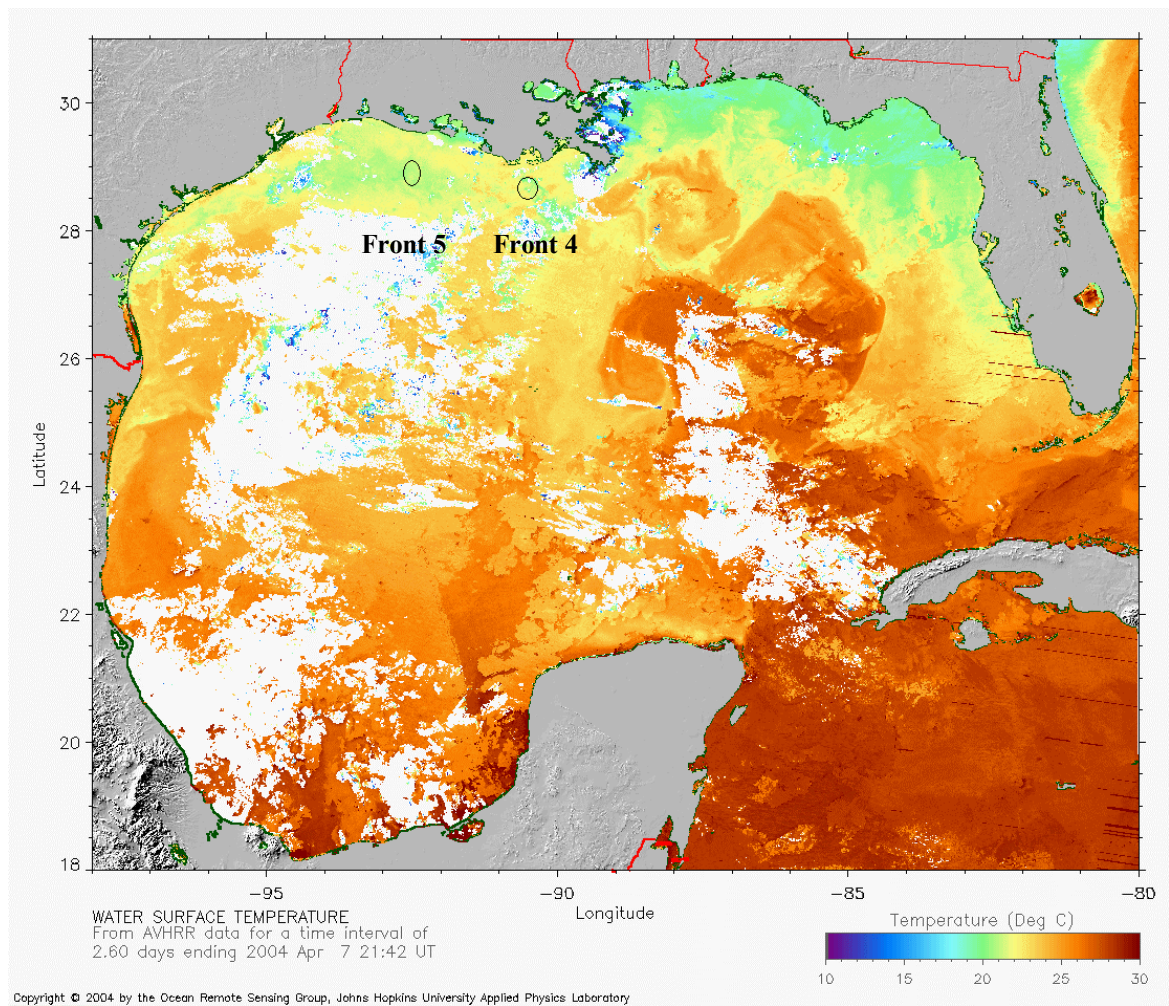 30
28
26
24
22
20
18
Latitude
Front 5 Front 4
-95 -90 -85 -80
Longitude
WATER SURFACE TEMPERATURE
From AVHRR data for a time interval of
2.60 days ending 2004 Apr 7 21:42 UT
Temperature (Deg C)
10 15 20 25 30
Copyright © 2004 by the Ocean Remote Sensing Group, Johns Hopkins University Applied Physics Laboratory